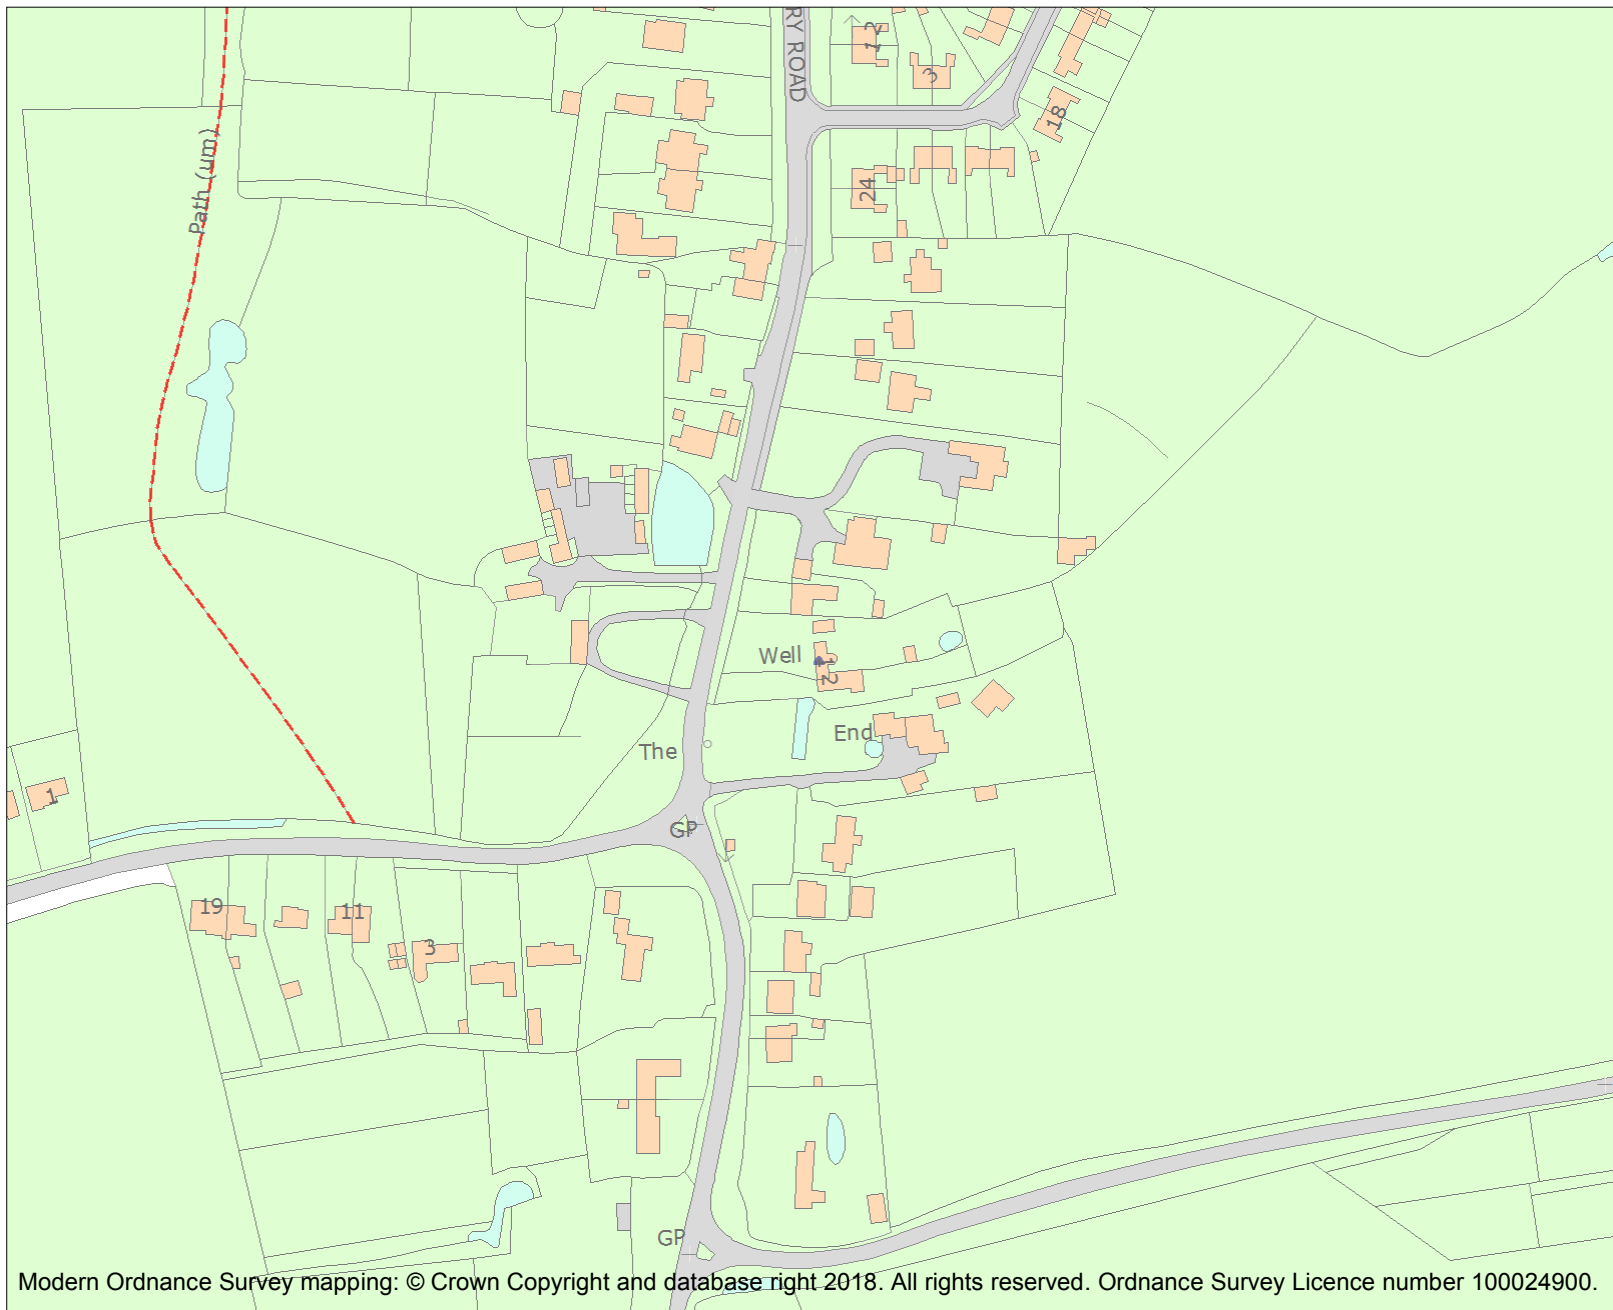 RY ROAD
12
3
18
Path (um)
24
Well
12
End
The
1
GP
19
11
3
GP
Modern Ordnance Survey mapping: © Crown Copyright and database right 2018. All rights reserved. Ordnance Survey Licence number 100024900.